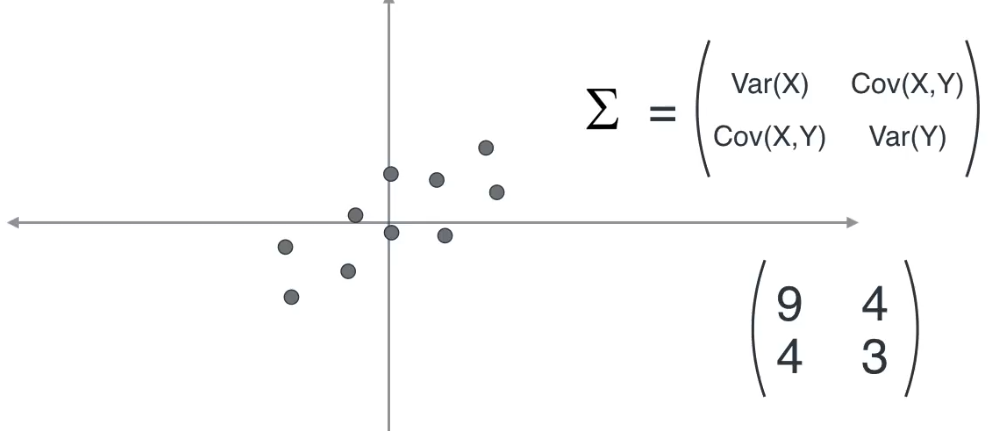 Σ = ( Var(X) Cov(X,Y)
Cov(X,Y) Var(Y) )
( 9 4
4 3 )